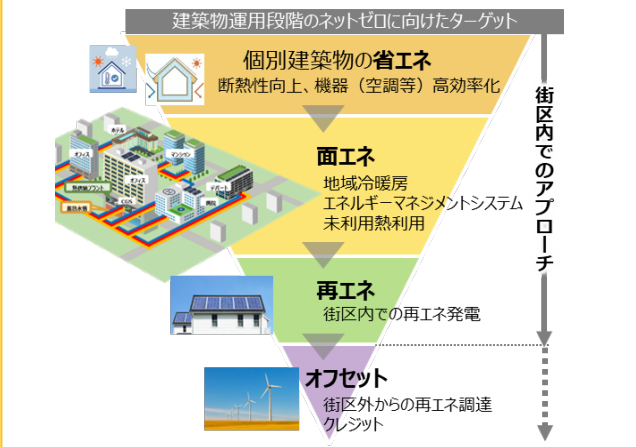 建築物運用段階のネットゼロに向けたターゲット
個別建築物の省エネ
断熱性向上、機器（空調等）高効率化
面エネ
地域冷暖房
エネルギーマネジメントシステム
未利用熱利用
ホテル
オフィス
マンション
オフィス
デパート
熱供給プラント
病院
CGS
蓄熱水槽
再エネ
街区内での再エネ発電
オフセット
街区外からの再エネ調達
クレジット
街区内でのアプローチ